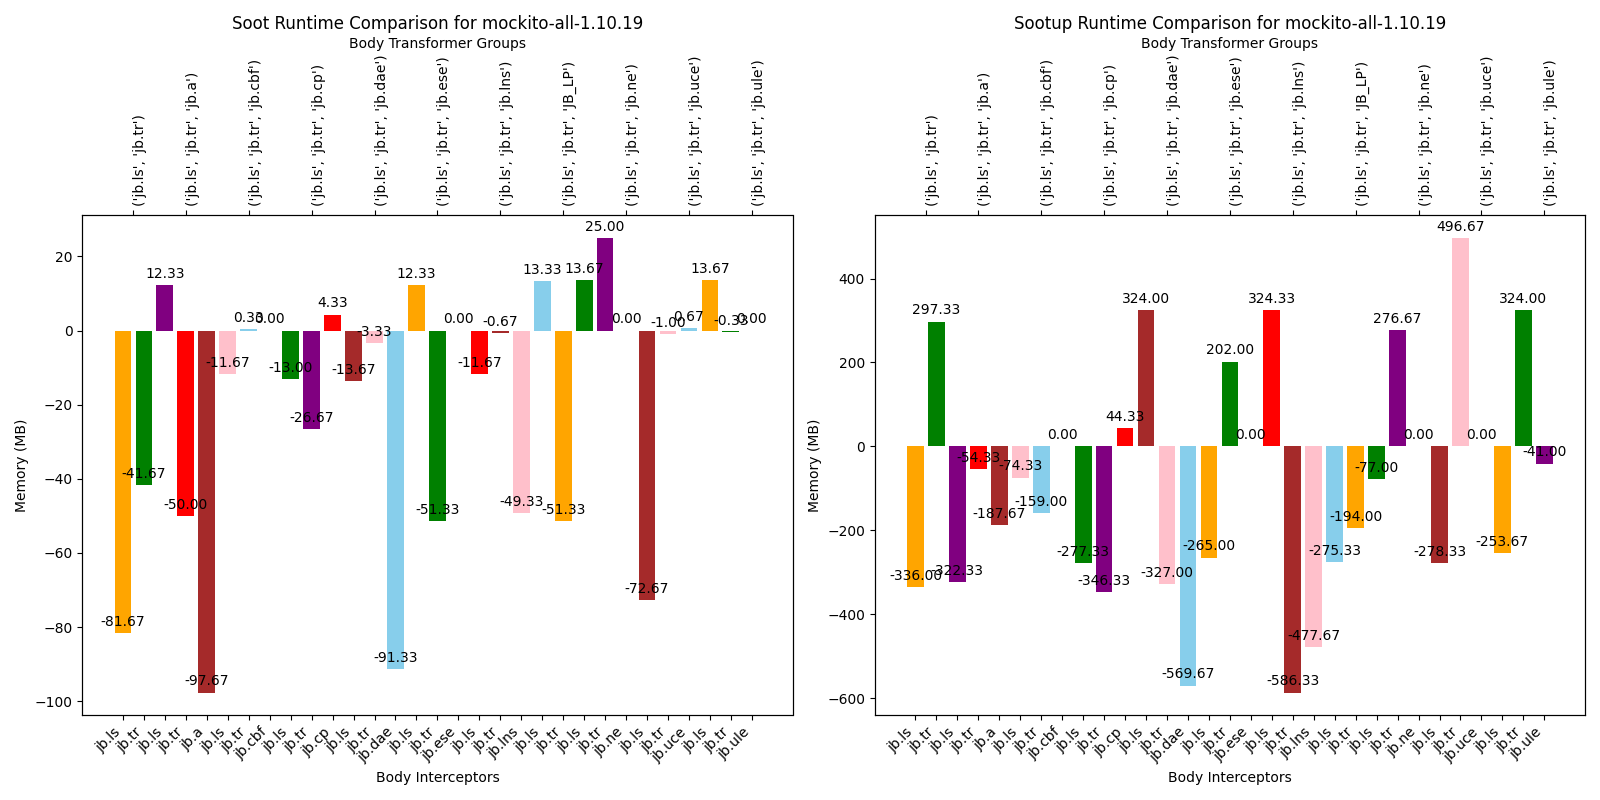 Soot Runtime Comparison for mockito-all-1.10.19
Body Transformer Groups
('jb.ls', 'jb.tr')
('jb.ls', 'jb.tr', 'jb.a')
('jb.ls', 'jb.tr', 'jb.cbf')
('jb.ls', 'jb.tr', 'jb.cp')
('jb.ls', 'jb.tr', 'jb.dae')
('jb.ls', 'jb.tr', 'jb.ese')
('jb.ls', 'jb.tr', 'jb.lns')
('jb.ls', 'jb.tr', 'JB_LP')
('jb.ls', 'jb.tr', 'jb.ne')
('jb.ls', 'jb.tr', 'jb.uce')
('jb.ls', 'jb.tr', 'jb.ule')
Memory (MB)
20
0
−20
−40
−60
−80
−100
-81.67
-41.67
12.33
-50.00
-97.67
-11.67
0.33
0.00
-13.00
-26.67
4.33
-13.67
-3.33
-91.33
12.33
-51.33
0.00
-11.67
-0.67
-49.33
13.33
-51.33
13.67
25.00
0.00
-72.67
-1.00
0.67
13.67
-0.33
0.00
jb.ls
jb.tr
jb.ls
jb.tr
jb.a
jb.ls
jb.tr
jb.cbf
jb.ls
jb.tr
jb.cp
jb.ls
jb.tr
jb.dae
jb.ls
jb.tr
jb.ese
jb.ls
jb.tr
jb.lns
jb.ls
jb.tr
jb.ls
jb.tr
jb.ne
jb.ls
jb.tr
jb.uce
jb.ls
jb.tr
jb.ule
Body Interceptors
Sootup Runtime Comparison for mockito-all-1.10.19
Body Transformer Groups
('jb.ls', 'jb.tr')
('jb.ls', 'jb.tr', 'jb.a')
('jb.ls', 'jb.tr', 'jb.cbf')
('jb.ls', 'jb.tr', 'jb.cp')
('jb.ls', 'jb.tr', 'jb.dae')
('jb.ls', 'jb.tr', 'jb.ese')
('jb.ls', 'jb.tr', 'jb.lns')
('jb.ls', 'jb.tr', 'JB_LP')
('jb.ls', 'jb.tr', 'jb.ne')
('jb.ls', 'jb.tr', 'jb.uce')
('jb.ls', 'jb.tr', 'jb.ule')
Memory (MB)
400
200
0
−200
−400
−600
-336.00
297.33
-322.33
-54.33
-187.67
-74.33
-159.00
0.00
-277.33
-346.33
44.33
324.00
-327.00
-569.67
-265.00
202.00
0.00
324.33
-586.33
-477.67
-275.33
-194.00
-77.00
276.67
0.00
-278.33
496.67
0.00
-253.67
324.00
-41.00
jb.ls
jb.tr
jb.ls
jb.tr
jb.a
jb.ls
jb.tr
jb.cbf
jb.ls
jb.tr
jb.cp
jb.ls
jb.tr
jb.dae
jb.ls
jb.tr
jb.ese
jb.ls
jb.tr
jb.lns
jb.ls
jb.tr
jb.ls
jb.tr
jb.ne
jb.ls
jb.tr
jb.uce
jb.ls
jb.tr
jb.ule
Body Interceptors